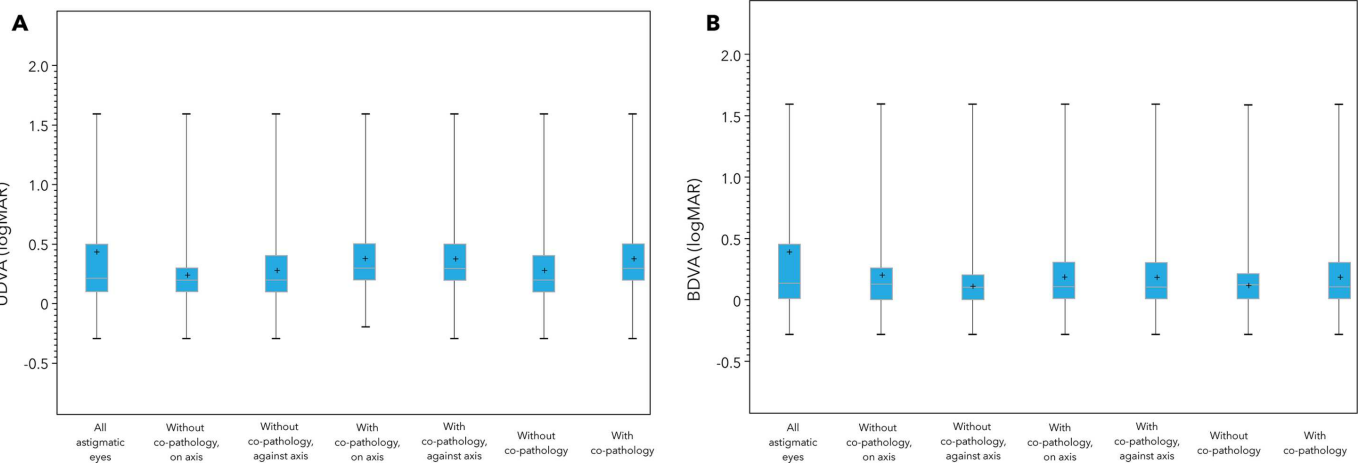 A
UDVA (logMAR)
2.0
1.5
1.0
0.5
0
-0.5
All
astigmatic
eyes
Without
co-pathology,
on axis
Without
co-pathology,
against axis
With
co-pathology,
on axis
With
co-pathology,
against axis
Without
co-pathology
With
co-pathology
B
BDVA (logMAR)
2.0
1.5
1.0
0.5
0
-0.5
All
astigmatic
eyes
Without
co-pathology,
on axis
Without
co-pathology,
against axis
With
co-pathology,
on axis
With
co-pathology,
against axis
Without
co-pathology
With
co-pathology